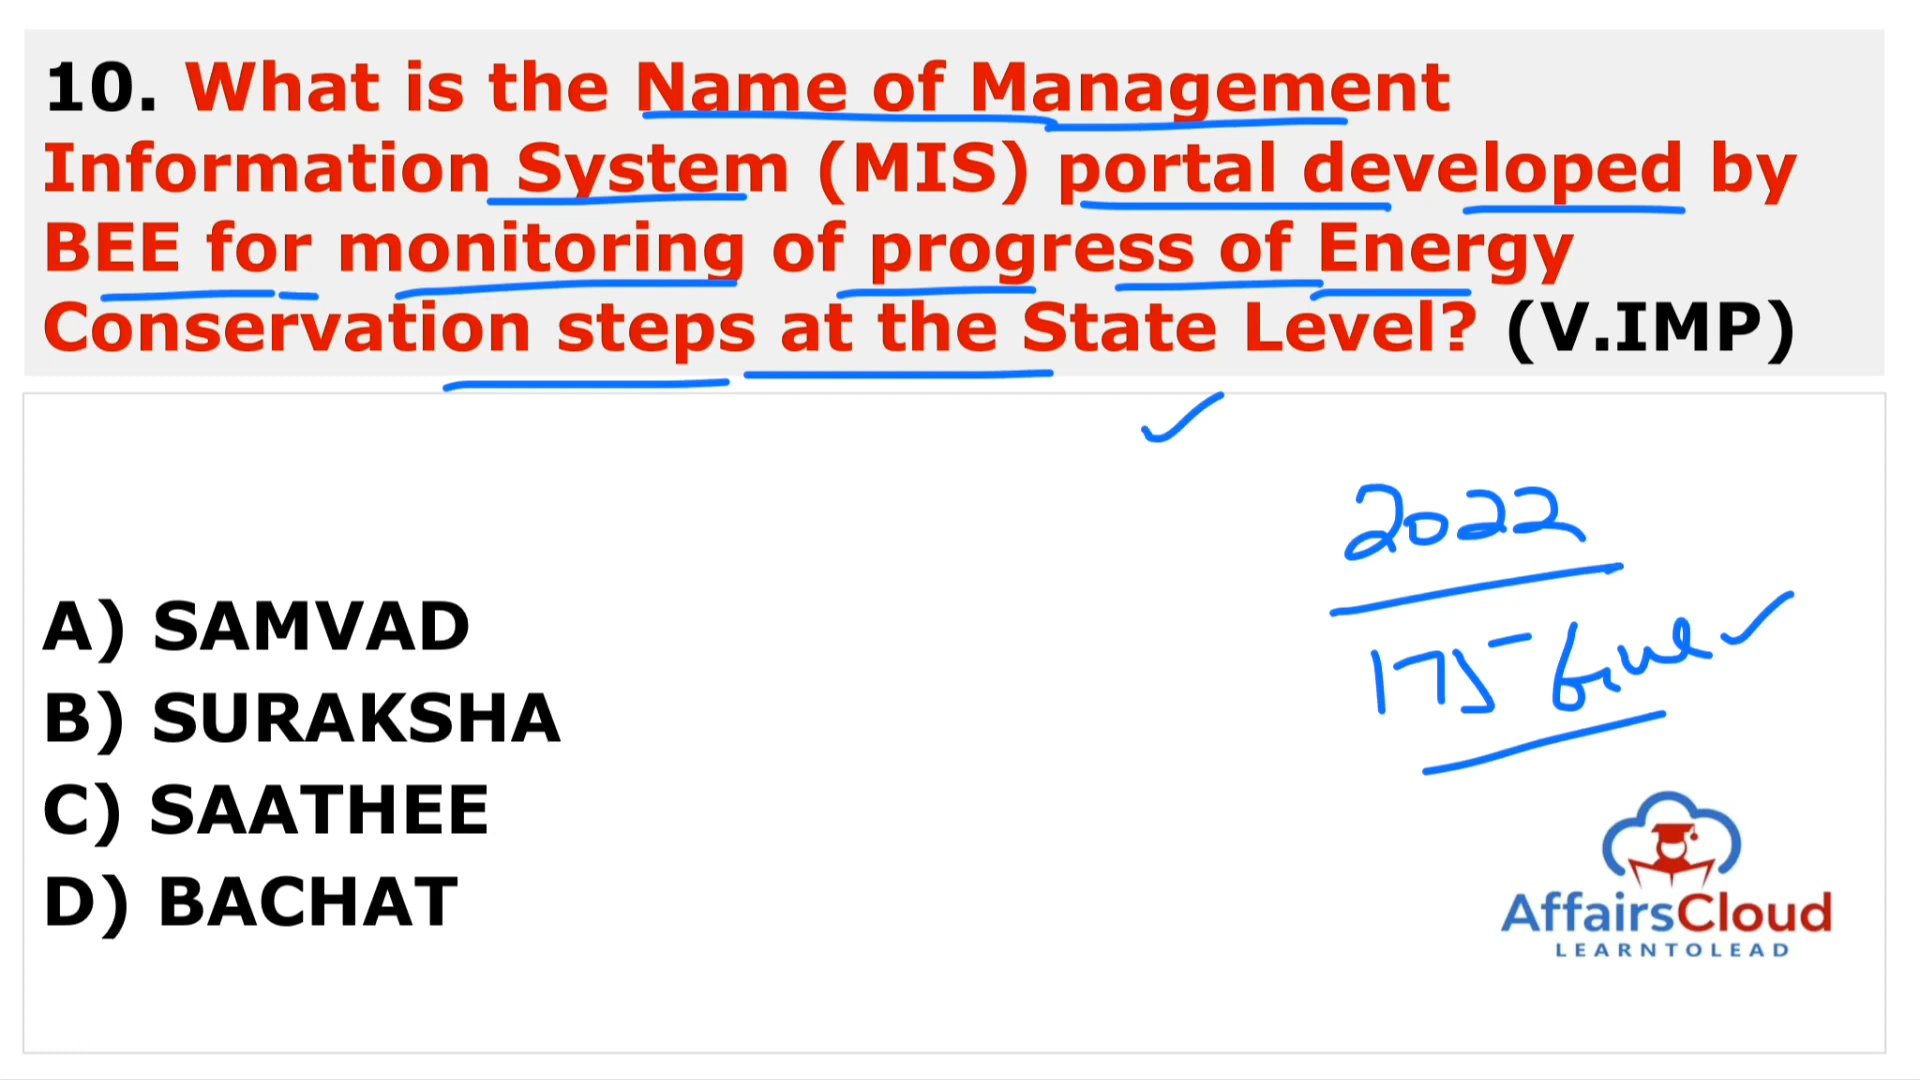 10. What is the Name of Management
Information System (MIS) portal developed by
BEE for monitoring of progress of Energy
Conservation steps at the State Level? (V.IMP)
2022
175
A) SAMVAD
B) SURAKSHA
C) SAATHEE
D) BACHAT
AffairsCloud
LEARNTOLEAD